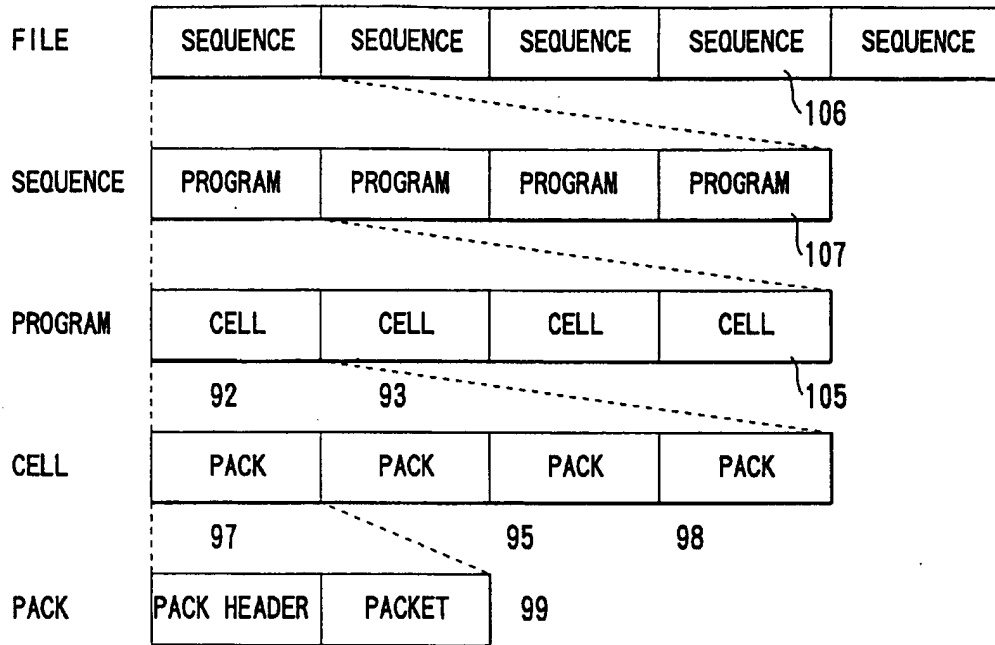 FILE SEQUENCE SEQUENCE SEQUENCE SEQUENCE SEQUENCE
106
SEQUENCE PROGRAM PROGRAM PROGRAM PROGRAM
107
PROGRAM CELL CELL CELL CELL
92 93 105
CELL PACK PACK PACK PACK
97 95 98
PACK PACK HEADER PACKET 99